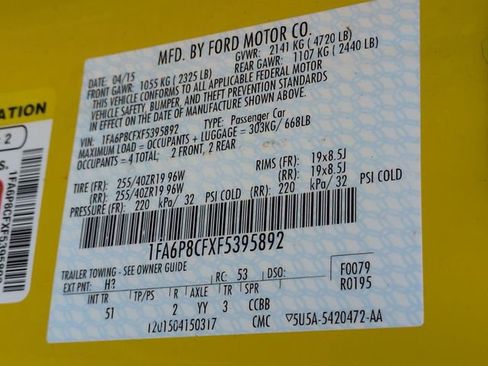 MFD. BY FORD MOTOR CO.
DATE: 04/15 GVWR: 2141 KG (4720 LB)
FRONT GAWR: 1055 KG (2325 LB) REAR GAWR: 1107 KG (2440 LB)
THIS VEHICLE CONFORMS TO ALL APPLICABLE FEDERAL MOTOR
VEHICLE SAFETY, BUMPER, AND THEFT PREVENTION STANDARDS
IN EFFECT ON THE DATE OF MANUFACTURE SHOWN ABOVE.
VIN: 1FA6P8CFXF5395892 TYPE: Passenger Car
MAXIMUM LOAD = OCCUPANTS + LUGGAGE = 303KG/ 668LB
OCCUPANTS = 4 TOTAL; 2 FRONT, 2 REAR
TIRE (FR): 255/40ZR19 96W RIMS (FR): 19x8.5J
TIRE (RR): 255/40ZR19 96W RIMS (RR): 19x8.5J
PRESSURE (FR): 220 kPa/ 32 PSI COLD (RR): 220 kPa/ 32 PSI COLD
1FA6P8CFXF5395892
TRAILER TOWING - SEE OWNER GUIDE
EXT PNT: H3 RC: 53 DSO: F0079
R0195
INT TR TP/PS R AXLE TR SPR
51 2 YY 3 CCBB
1201504150317 CMC ▽5U5A-5420472-AA
ATION
2
S.
1FA6P8CFXF5395892